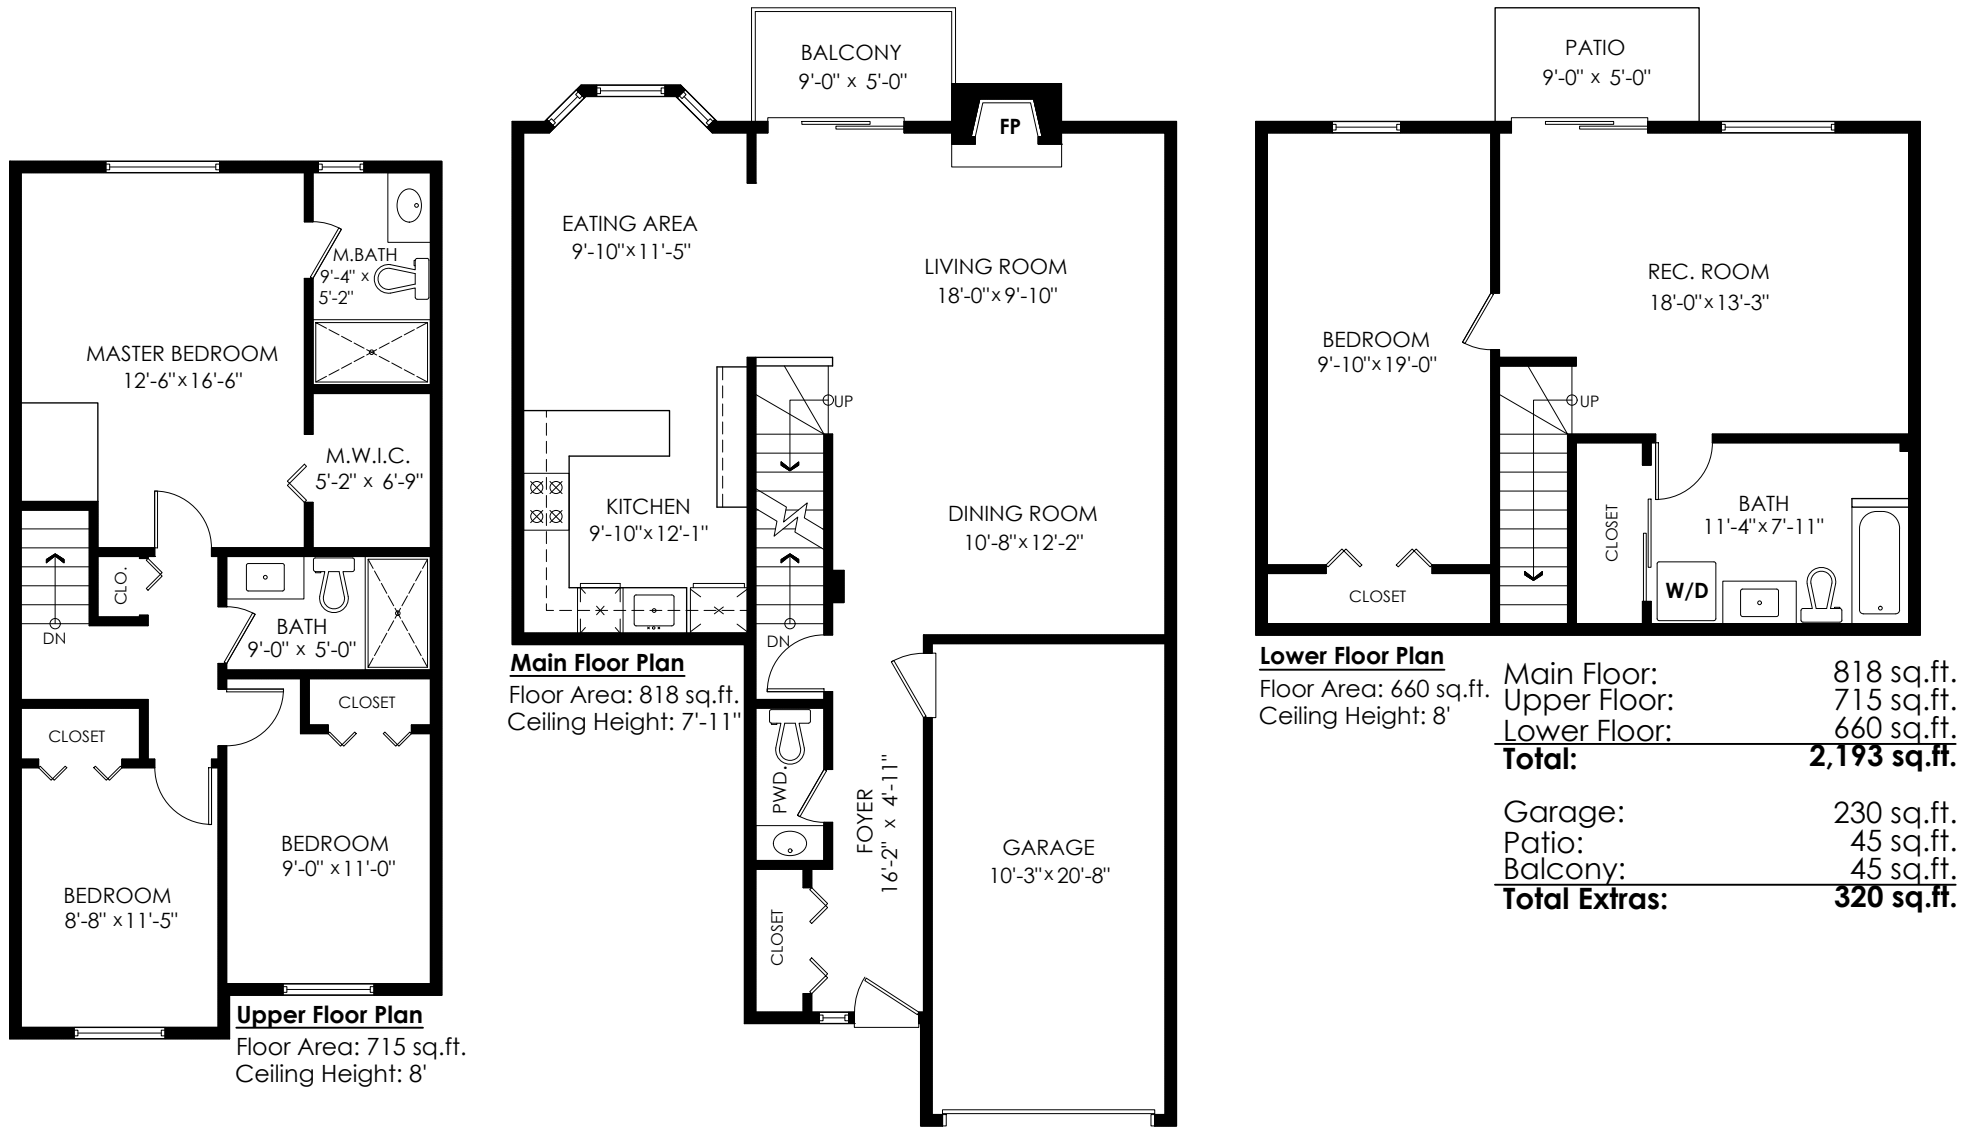 M.BATH
9'-4" x
5'-2"
MASTER BEDROOM
12'-6"x16'-6"
M.W.I.C.
5'-2" x 6'-9"
CLO.
DN
BATH
9'-0" x 5'-0"
CLOSET
CLOSET
BEDROOM
9'-0" x11'-0"
BEDROOM
8'-8" x11'-5"
Upper Floor Plan
Floor Area: 715 sq.ft.
Ceiling Height: 8'
BALCONY
9'-0" x 5'-0"
FP
EATING AREA
9'-10"x11'-5"
LIVING ROOM
18'-0"x9'-10"
UP
KITCHEN
9'-10"x12'-1"
DINING ROOM
10'-8"x12'-2"
DN
Main Floor Plan
Floor Area: 818 sq.ft.
Ceiling Height: 7'-11"
PWD.
FOYER
16'-2" x 4'-11"
GARAGE
10'-3"x20'-8"
CLOSET
PATIO
9'-0" x 5'-0"
REC. ROOM
18'-0"x13'-3"
BEDROOM
9'-10"x19'-0"
UP
CLOSET
BATH
11'-4"x7'-11"
W/D
CLOSET
Lower Floor Plan
Floor Area: 660 sq.ft.
Ceiling Height: 8'
Main Floor: 818 sq.ft.
Upper Floor: 715 sq.ft.
Lower Floor: 660 sq.ft.
Total: 2,193 sq.ft.
Garage: 230 sq.ft.
Patio: 45 sq.ft.
Balcony: 45 sq.ft.
Total Extras: 320 sq.ft.